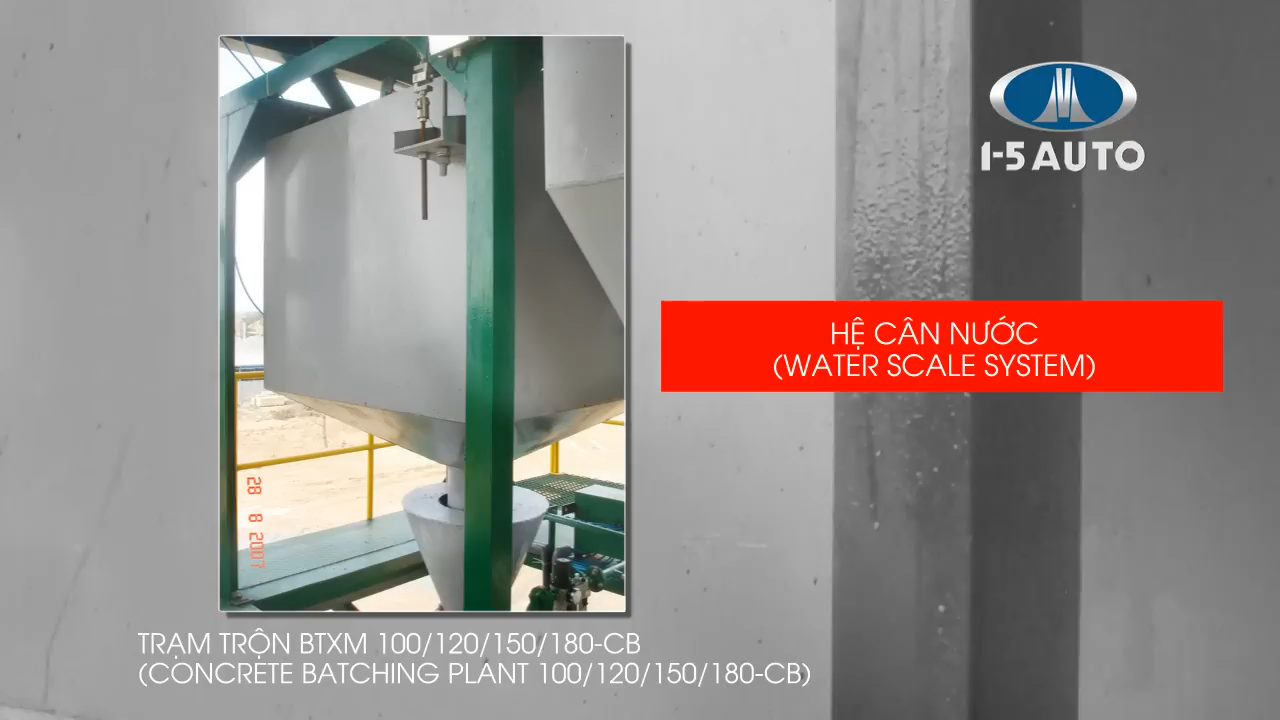 1-5 AUTO
HỆ CÂN NƯỚC
(WATER SCALE SYSTEM)
28 8 2007
TRẠM TRỘN BTXM 100/120/150/180-CB
(CONCRETE BATCHING PLANT 100/120/150/180-CB)